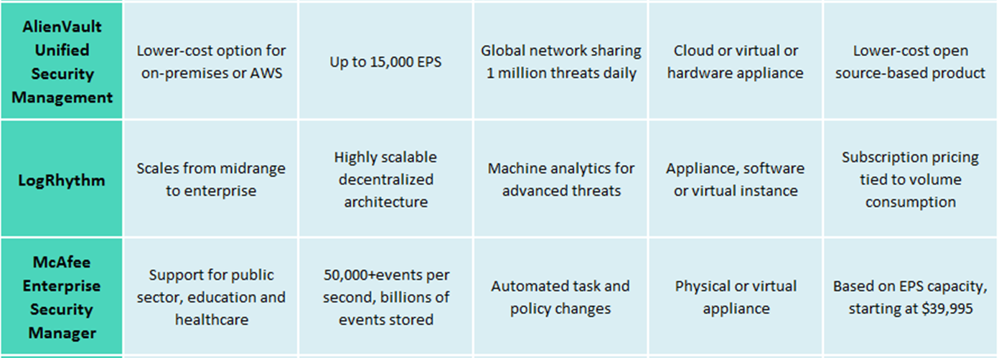 AlienVault
Unified
Security
Management
Lower-cost option for
on-premises or AWS
Up to 15,000 EPS
Global network sharing
1 million threats daily
Cloud or virtual or
hardware appliance
Lower-cost open
source-based product
LogRhythm
Scales from midrange
to enterprise
Highly scalable
decentralized
architecture
Machine analytics for
advanced threats
Appliance, software
or virtual instance
Subscription pricing
tied to volume
consumption
McAfee
Enterprise
Security
Manager
Support for public
sector, education and
healthcare
50,000+events per
second, billions of
events stored
Automated task and
policy changes
Physical or virtual
appliance
Based on EPS capacity,
starting at $39,995